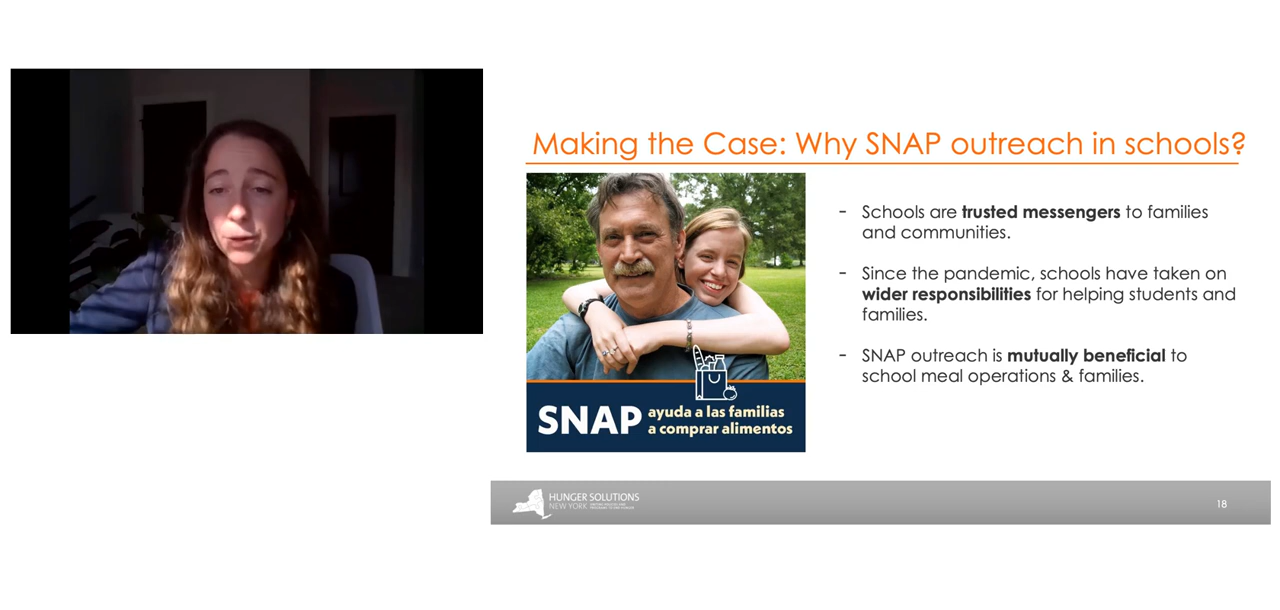 Making the Case: Why SNAP outreach in schools?
- Schools are trusted messengers to families
and communities.
- Since the pandemic, schools have taken on
wider responsibilities for helping students and
families.
- SNAP outreach is mutually beneficial to
school meal operations & families.
SNAP ayuda a las familias
a comprar alimentos
HUNGER SOLUTIONS
NEW YORK
18